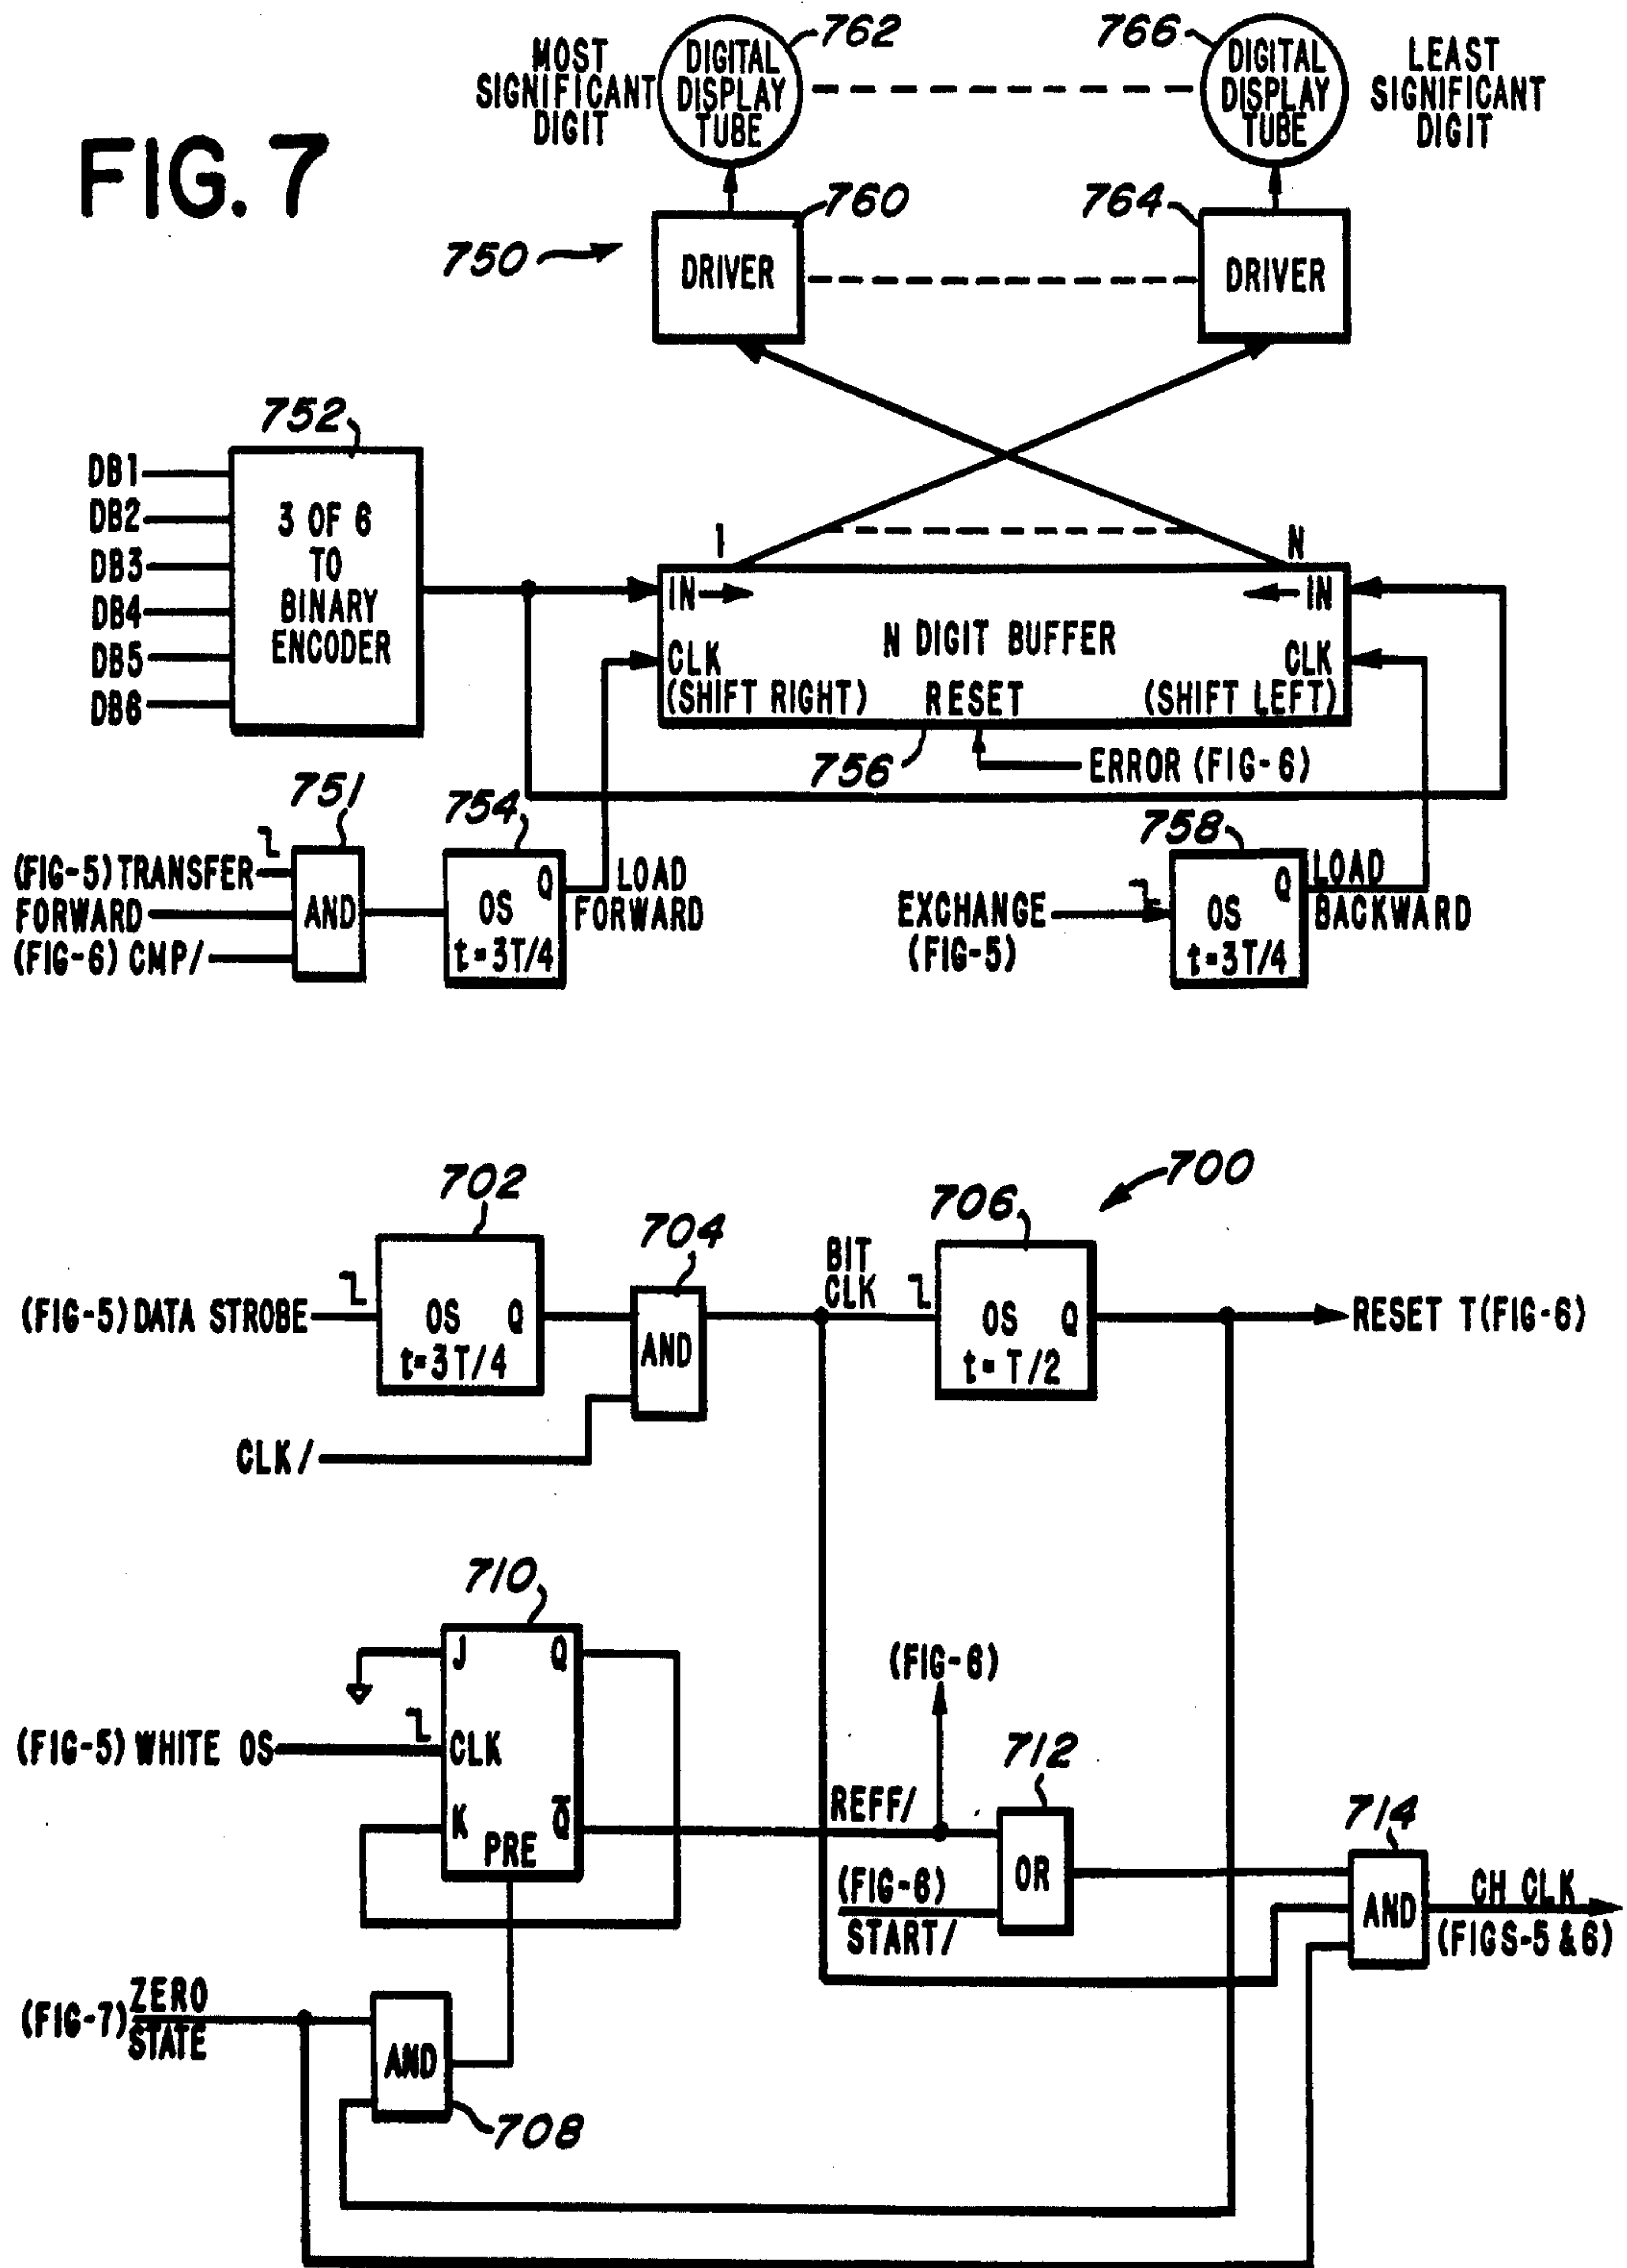 FIG. 7
MOST
SIGNIFICANT
DIGIT
DIGITAL
DISPLAY
TUBE
762
766
DIGITAL
DISPLAY
TUBE
LEAST
SIGNIFICANT
DIGIT
750
760
DRIVER
764
DRIVER
752
DB1
DB2
DB3
DB4
DB5
DB6
3 OF 6
TO
BINARY
ENCODER
1
N
IN
IN
N DIGIT BUFFER
CLK
(SHIFT RIGHT)
RESET
CLK
(SHIFT LEFT)
756
ERROR (FIG-6)
751
754
758
(FIG-5) TRANSFER
FORWARD
(FIG-6) CMP/
AND
OS
Q
t=3T/4
LOAD
FORWARD
EXCHANGE
(FIG-5)
OS
Q
t=3T/4
LOAD
BACKWARD
700
702
704
706
(FIG-5) DATA STROBE
OS
Q
t=3T/4
AND
BIT
CLK
OS
Q
t=T/2
RESET T(FIG-6)
CLK/
710
J
Q
(FIG-5) WHITE OS
CLK
K
Q̅
PRE
(FIG-6)
REFF/
712
OR
(FIG-6)
START/
714
AND
CH CLK
(FIGS-5 & 6)
(FIG-7) ZERO
STATE
AND
708